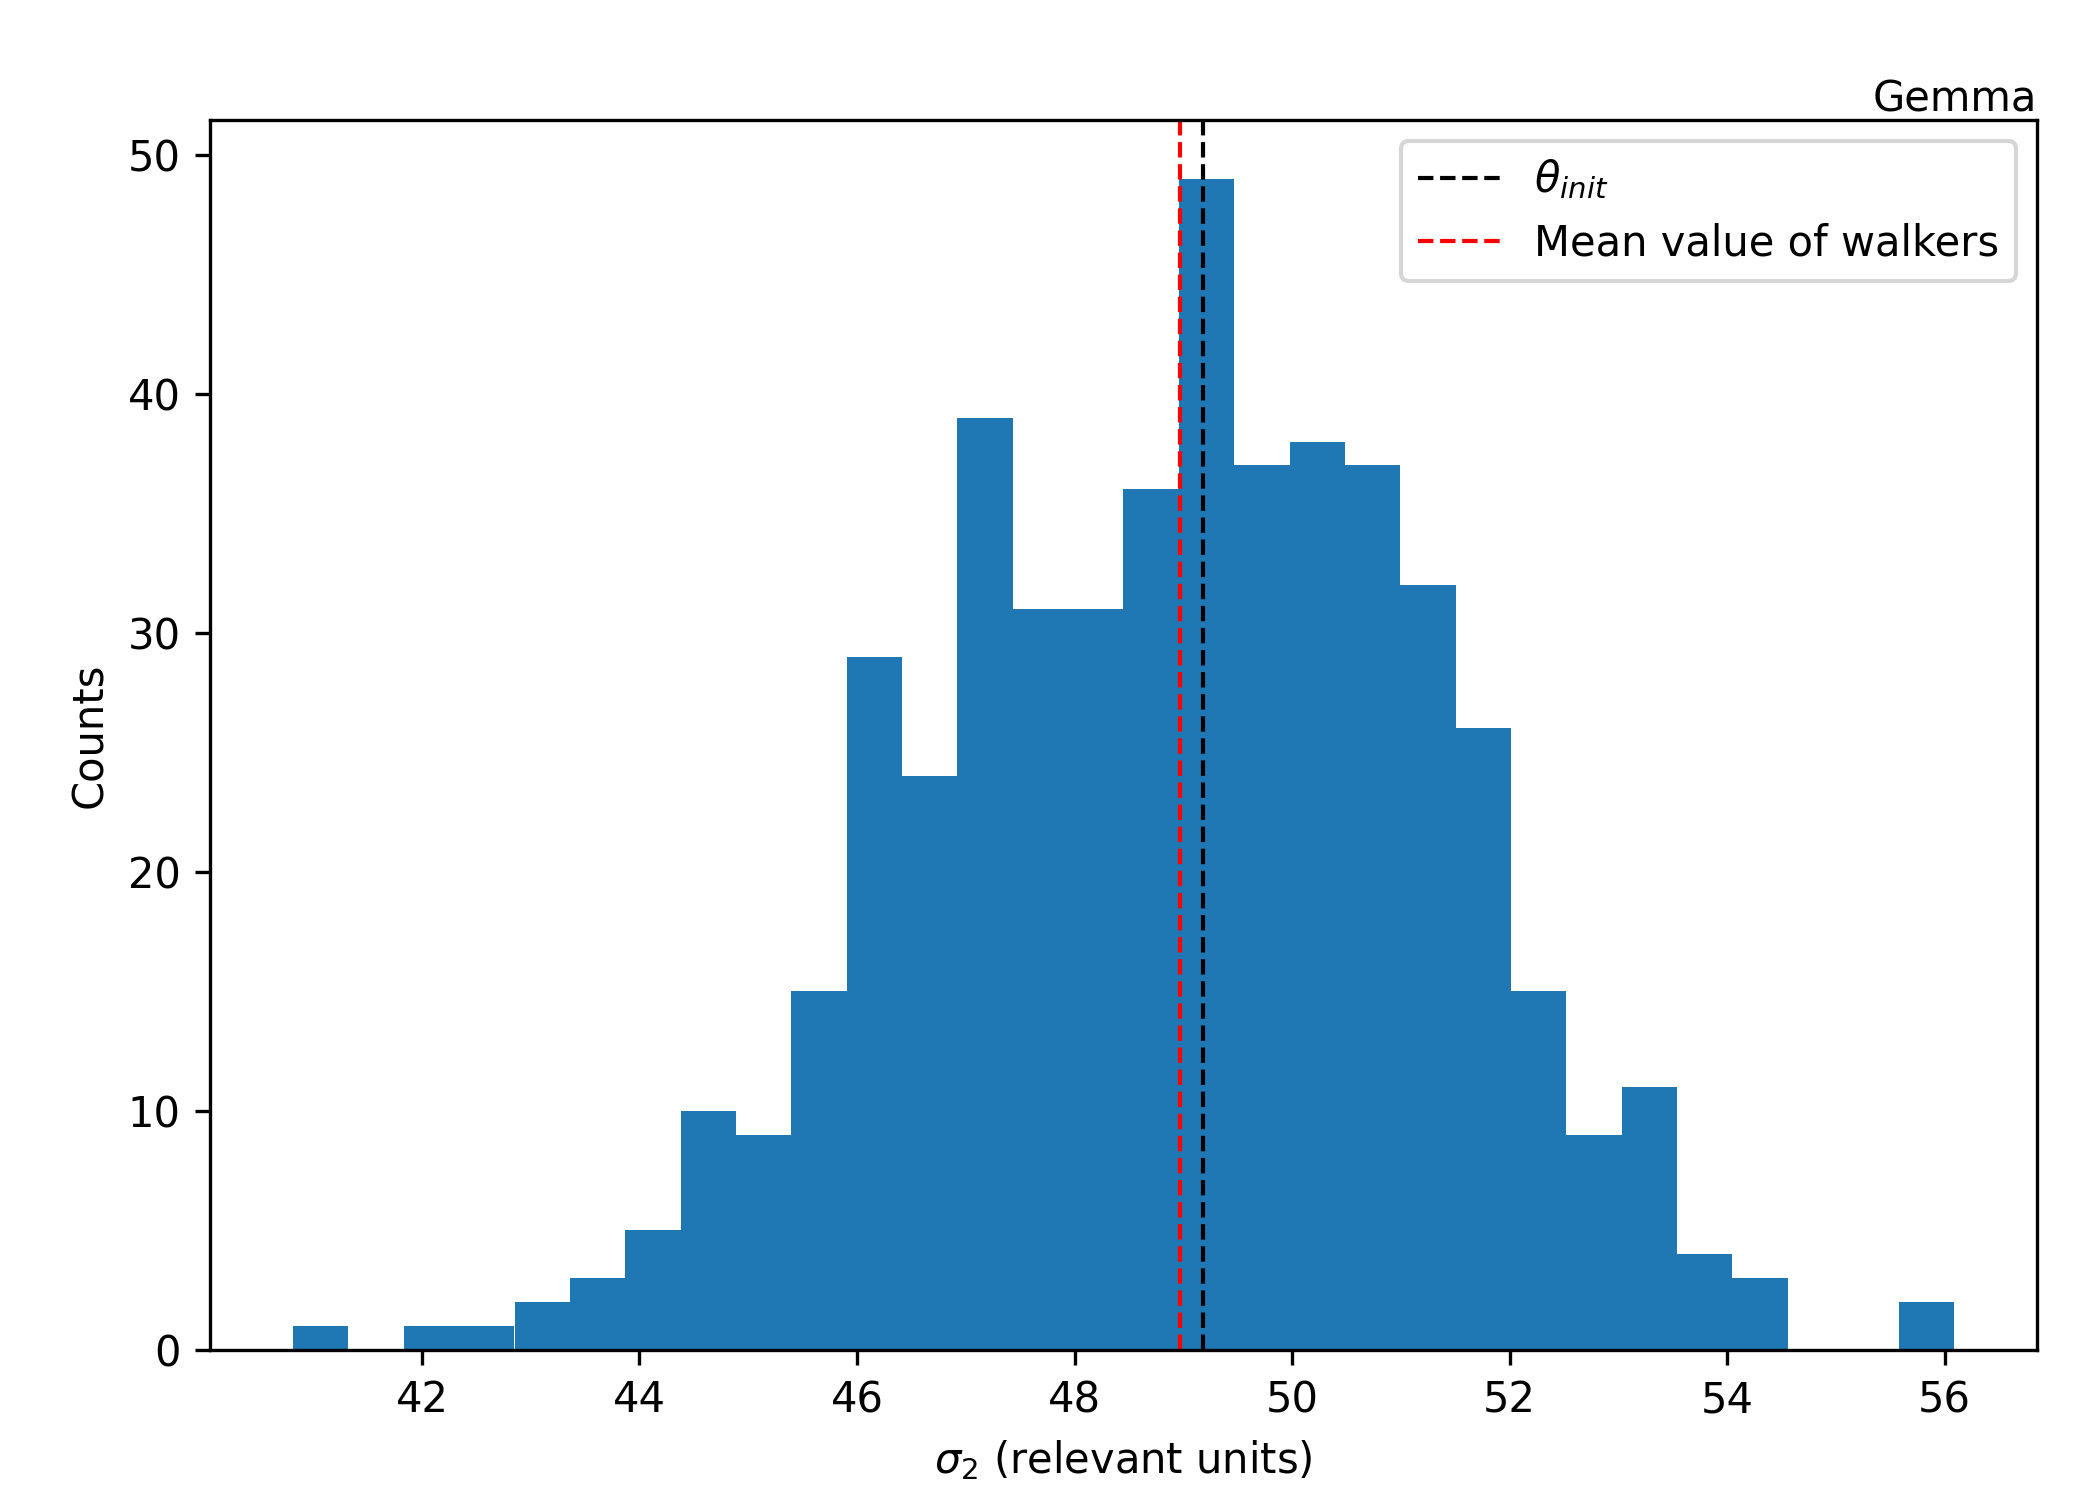 Gemma
θ_init
Mean value of walkers
50
40
30
20
10
0
Counts
42 44 46 48 50 52 54 56
σ₂ (relevant units)